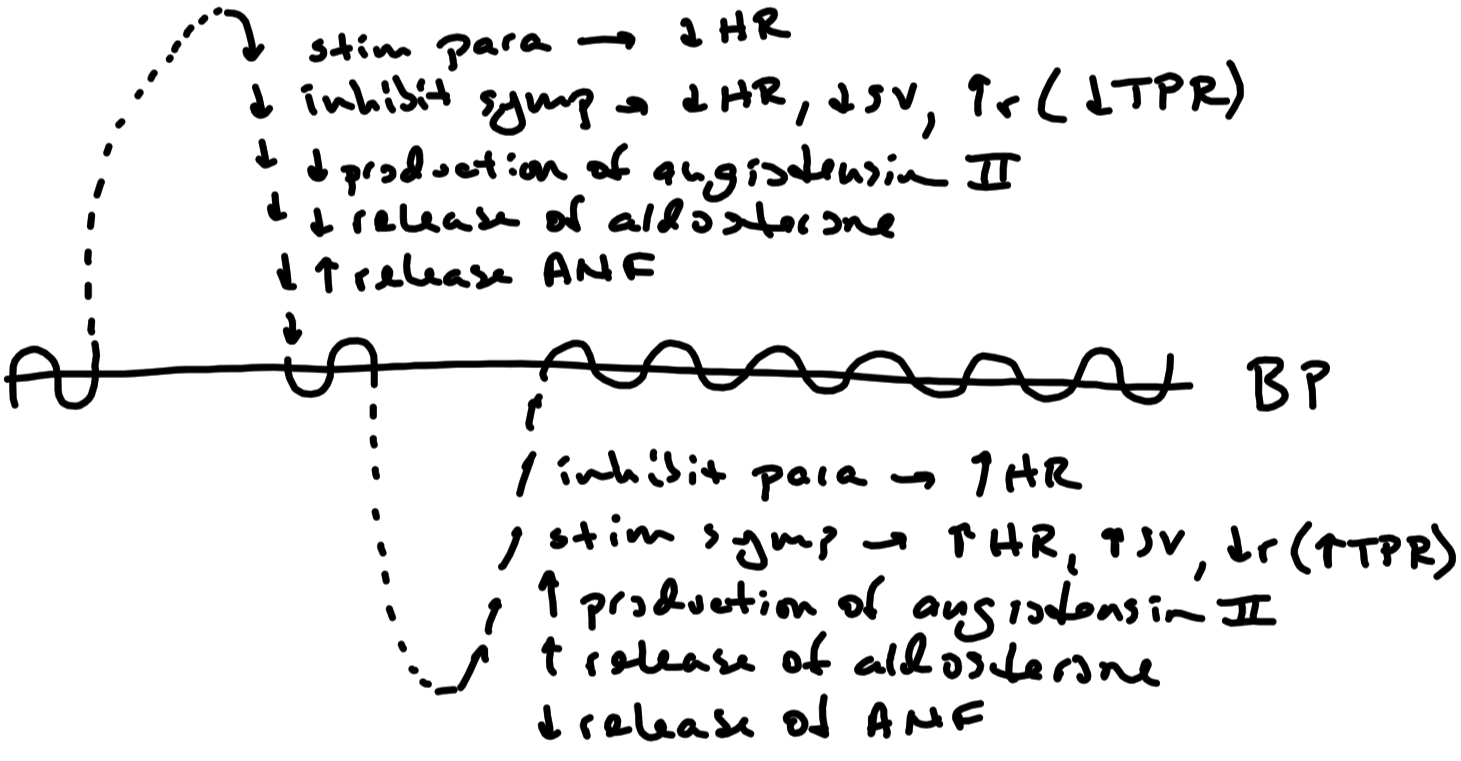 stim para → ↓HR
inhibit symp → ↓HR, ↓SV, ↑r (↓TPR)
↓ production of angiotensin II
↓ release of aldosterone
↑ release ANF
BP
inhibit para → ↑HR
stim symp → ↑HR, ↑SV, ↓r (↑TPR)
↑ production of angiotensin II
↑ release of aldosterone
↓ release of ANF